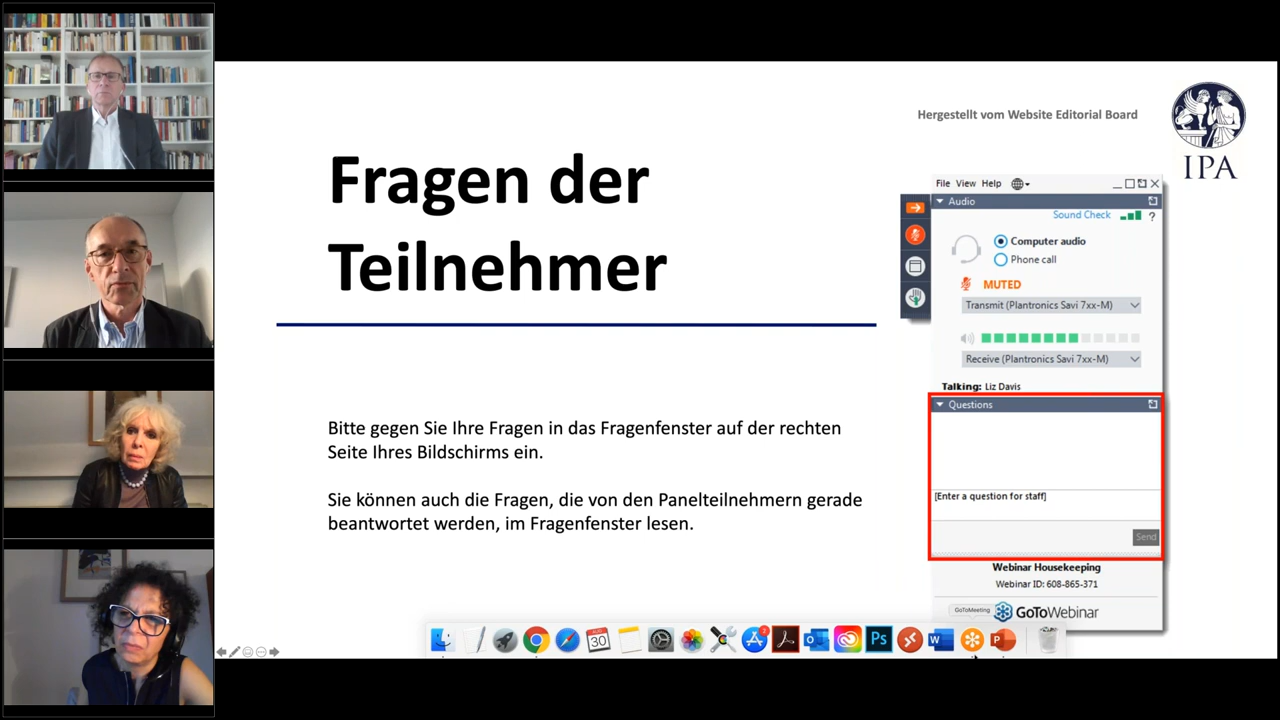 Hergestellt vom Website Editorial Board
IPA
Fragen der
Teilnehmer
Bitte gegen Sie Ihre Fragen in das Fragenfenster auf der rechten
Seite Ihres Bildschirms ein.
Sie können auch die Fragen, die von den Panelteilnehmern gerade
beantwortet werden, im Fragenfenster lesen.
File View Help
Audio
Sound Check ?
Computer audio
Phone call
MUTED
Transmit (Plantronics Savi 7xx-M)
Receive (Plantronics Savi 7xx-M)
Talking: Liz Davis
Questions
[Enter a question for staff]
Send
Webinar Housekeeping
Webinar ID: 608-865-371
GoToMeeting
GoToWebinar
30
2
Ps
W
P